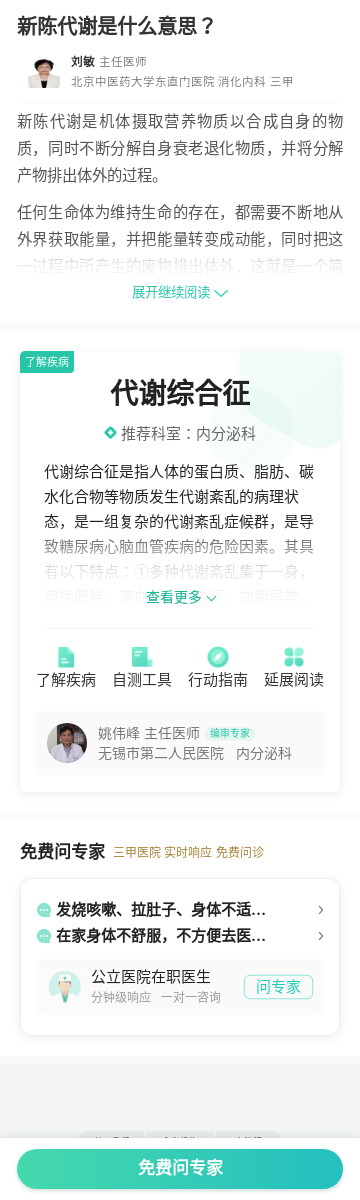 新陈代谢是什么意思？
刘敏 主任医师
北京中医药大学东直门医院 消化内科 三甲
新陈代谢是机体摄取营养物质以合成自身的物
质，同时不断分解自身衰老退化物质，并将分解
产物排出体外的过程。
任何生命体为维持生命的存在，都需要不断地从
外界获取能量，并把能量转变成动能，同时把这
一过程中所产生的废物排出体外，这就是一个简
展开继续阅读
了解疾病
代谢综合征
推荐科室：内分泌科
代谢综合征是指人体的蛋白质、脂肪、碳
水化合物等物质发生代谢紊乱的病理状
态，是一组复杂的代谢紊乱症候群，是导
致糖尿病心脑血管疾病的危险因素。其具
有以下特点：①多种代谢紊乱集于一身，
查看更多
了解疾病 自测工具 行动指南 延展阅读
姚伟峰 主任医师 编审专家
无锡市第二人民医院 内分泌科
免费问专家 三甲医院 实时响应 免费问诊
发烧咳嗽、拉肚子、身体不适...
在家身体不舒服，不方便去医...
公立医院在职医生
分钟级响应 一对一咨询
问专家
免费问专家